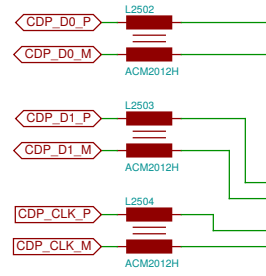 L2502
CDP_D0_P
CDP_D0_M
ACM2012H
L2503
CDP_D1_P
CDP_D1_M
ACM2012H
L2504
CDP_CLK_P
CDP_CLK_M
ACM2012H